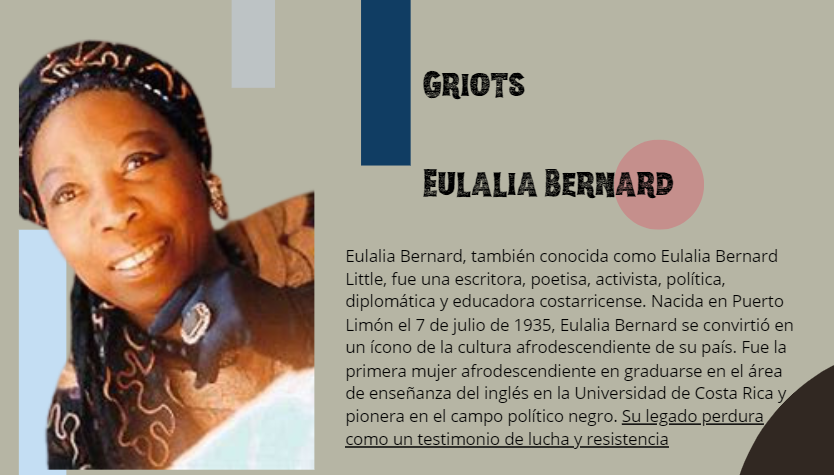 Griots
Eulalia Bernard
Eulalia Bernard, también conocida como Eulalia Bernard
Little, fue una escritora, poetisa, activista, política,
diplomática y educadora costarricense. Nacida en Puerto
Limón el 7 de julio de 1935, Eulalia Bernard se convirtió en
un ícono de la cultura afrodescendiente de su país. Fue la
primera mujer afrodescendiente en graduarse en el área
de enseñanza del inglés en la Universidad de Costa Rica y
pionera en el campo político negro. Su legado perdura
como un testimonio de lucha y resistencia